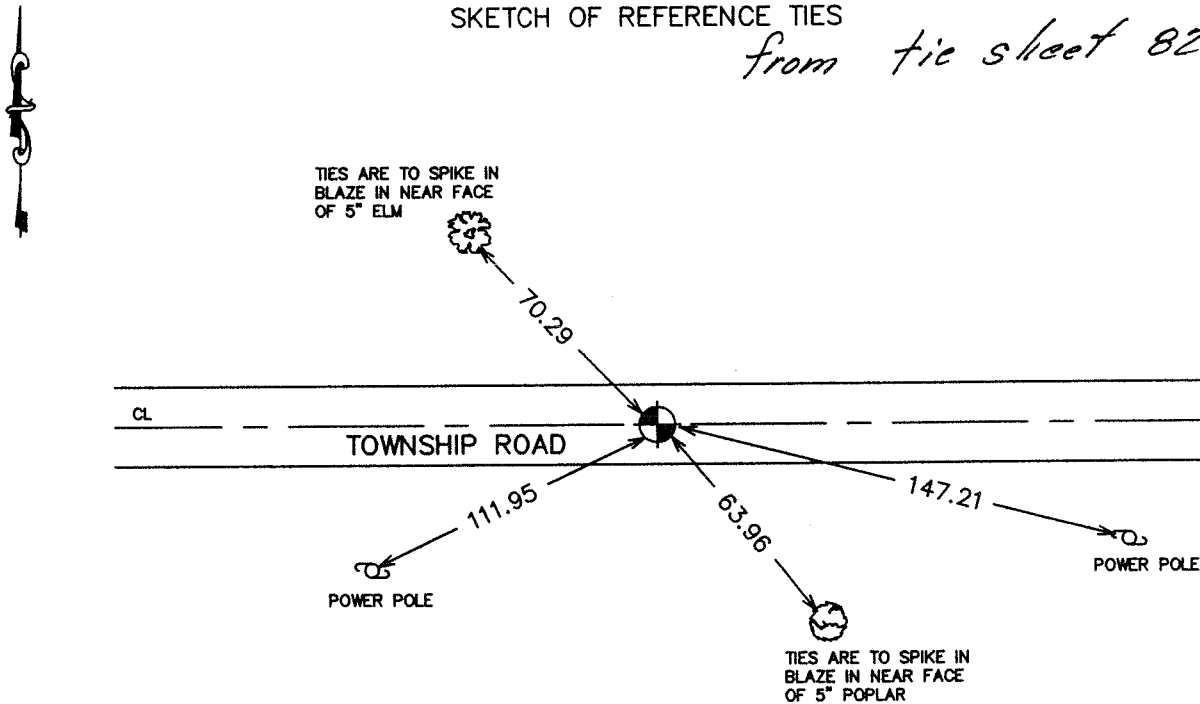 SKETCH OF REFERENCE TIES
from tie sheet 82
TIES ARE TO SPIKE IN
BLAZE IN NEAR FACE
OF 5" ELM
70.29
CL
TOWNSHIP ROAD
111.95
63.96
147.21
POWER POLE
POWER POLE
TIES ARE TO SPIKE IN
BLAZE IN NEAR FACE
OF 5" POPLAR